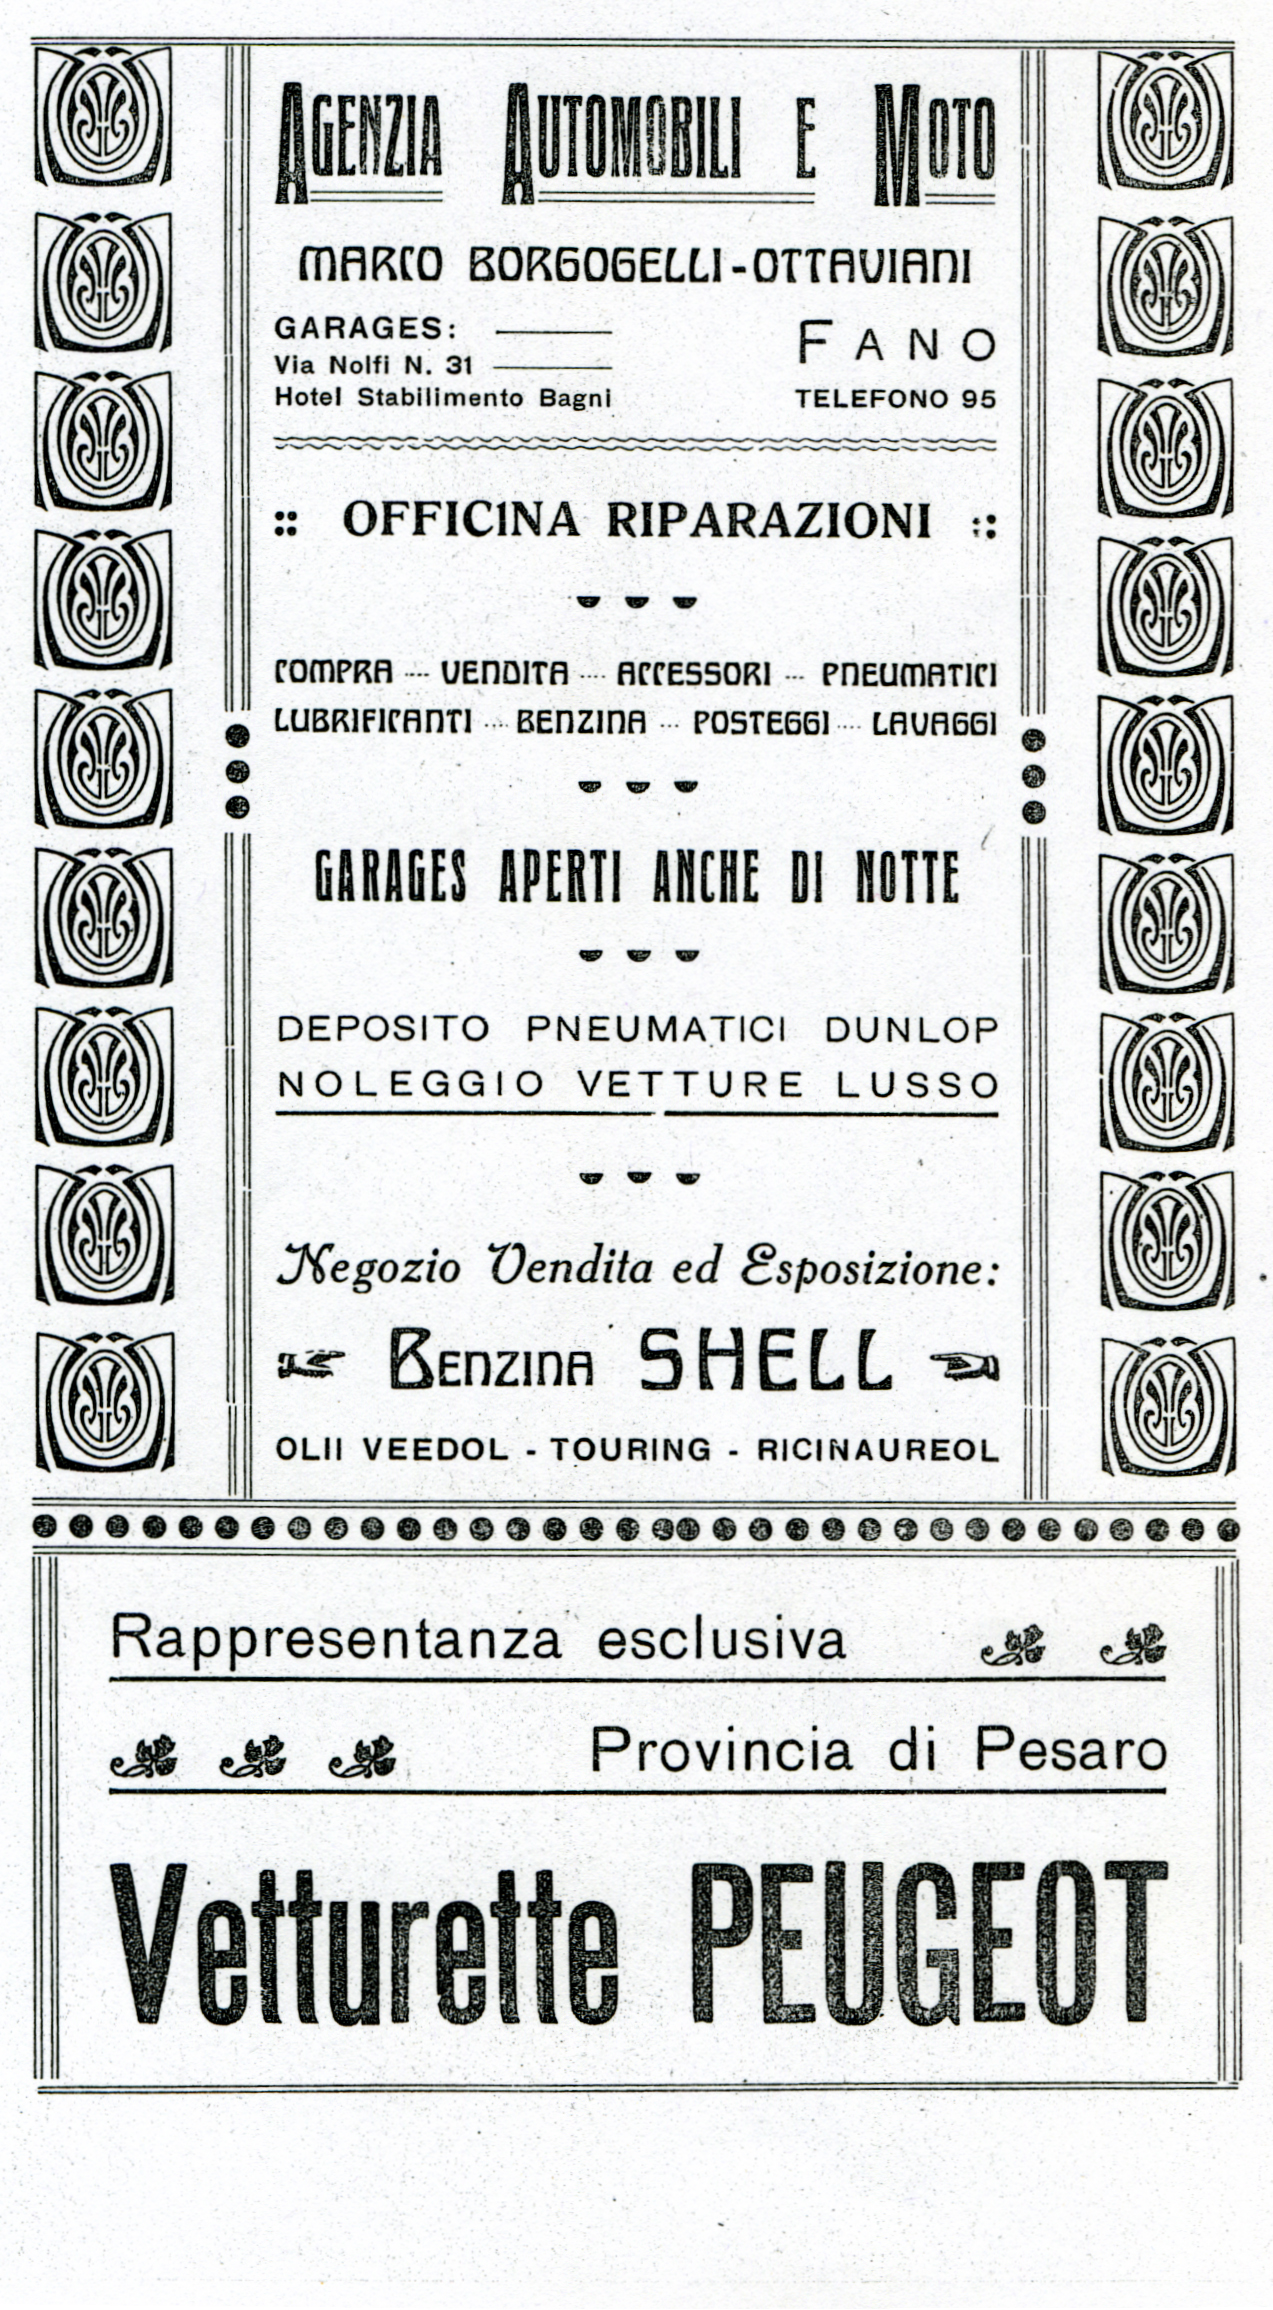 AGENZIA AUTOMOBILI E MOTO
MARCO BORGOGELLI-OTTAVIANI
GARAGES:
Via Nolfi N. 31
Hotel Stabilimento Bagni
FANO
TELEFONO 95
:: OFFICINA RIPARAZIONI ::
COMPRA ···· VENDITA ···· ACCESSORI ···· PNEUMATICI
LUBRIFICANTI ···· BENZINA ···· POSTEGGI ···· LAVAGGI
GARAGES APERTI ANCHE DI NOTTE
DEPOSITO PNEUMATICI DUNLOP
NOLEGGIO VETTURE LUSSO
Negozio Vendita ed Esposizione:
BENZINA SHELL
OLII VEEDOL - TOURING - RICINAUREOL
Rappresentanza esclusiva
Provincia di Pesaro
Vetturette PEUGEOT